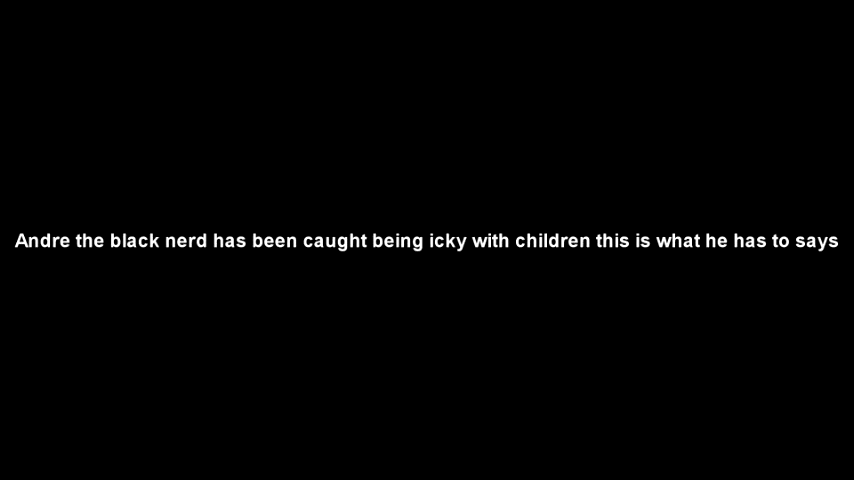 Andre the black nerd has been caught being icky with children this is what he has to says